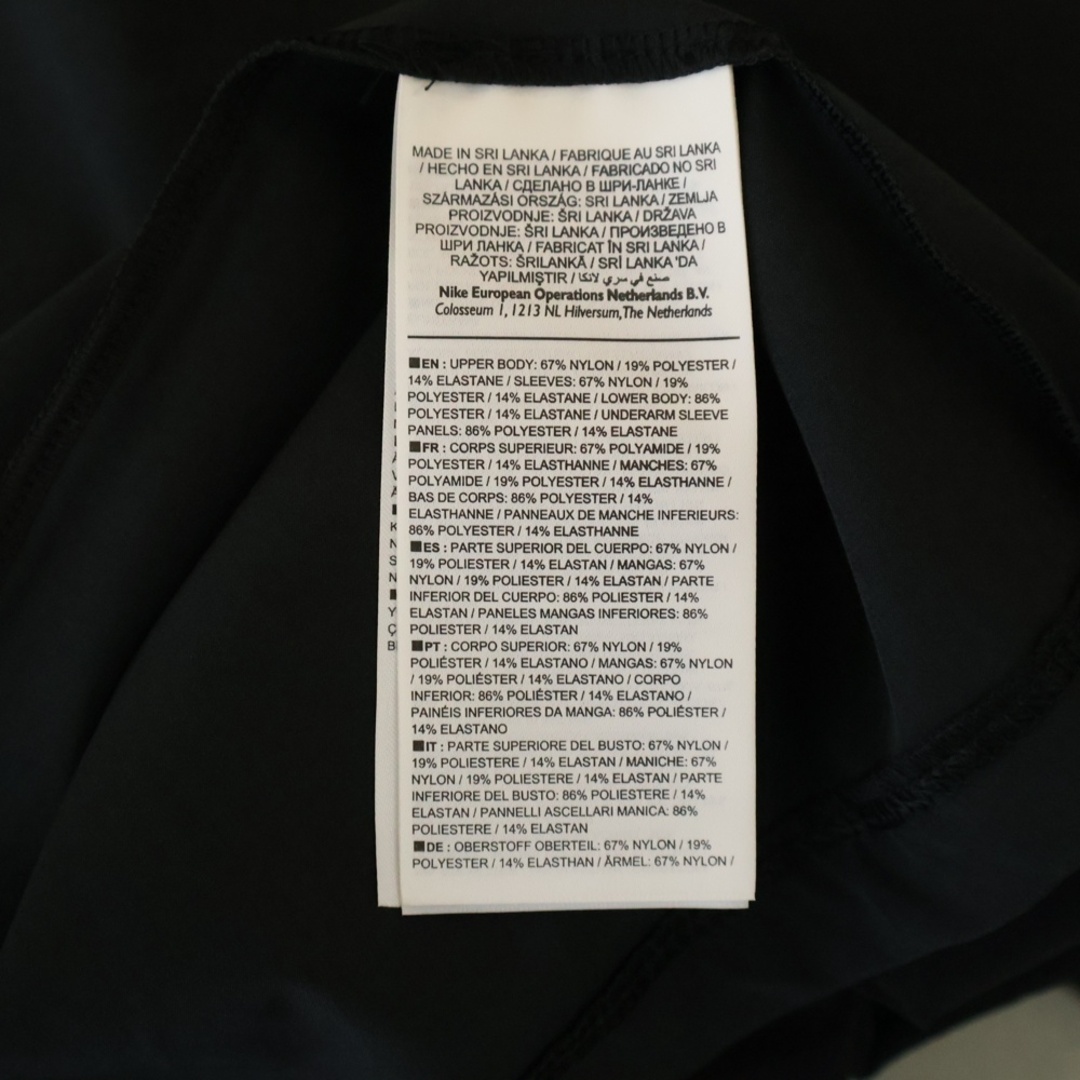 MADE IN SRI LANKA / FABRIQUE AU SRI LANKA
/ HECHO EN SRI LANKA / FABRICADO NO SRI
LANKA / СДЕЛАНО В ШРИ-ЛАНКЕ /
SZÁRMAZÁSI ORSZÁG: SRI LANKA / ZEMLJA
PROIZVODNJE: ŠRI LANKA / DRŽAVA
PROIZVODNJE: ŠRI LANKA / ПРОИЗВЕДЕНО В
ШРИ ЛАНКА / FABRICAT ÎN SRI LANKA /
RAŽOTS: ŠRILANKĀ / SRİ LANKA 'DA
YAPILMIŞTIR / صنع في سري لانكا
Nike European Operations Netherlands B.V.
Colosseum 1, 1213 NL Hilversum, The Netherlands
■EN : UPPER BODY: 67% NYLON / 19% POLYESTER /
14% ELASTANE / SLEEVES: 67% NYLON / 19%
POLYESTER / 14% ELASTANE / LOWER BODY: 86%
POLYESTER / 14% ELASTANE / UNDERARM SLEEVE
PANELS: 86% POLYESTER / 14% ELASTANE
■FR : CORPS SUPERIEUR: 67% POLYAMIDE / 19%
POLYESTER / 14% ELASTHANNE / MANCHES: 67%
POLYAMIDE / 19% POLYESTER / 14% ELASTHANNE /
BAS DE CORPS: 86% POLYESTER / 14%
ELASTHANNE / PANNEAUX DE MANCHE INFERIEURS:
86% POLYESTER / 14% ELASTHANNE
■ES : PARTE SUPERIOR DEL CUERPO: 67% NYLON /
19% POLIESTER / 14% ELASTAN / MANGAS: 67%
NYLON / 19% POLIESTER / 14% ELASTAN / PARTE
INFERIOR DEL CUERPO: 86% POLIESTER / 14%
ELASTAN / PANELES MANGAS INFERIORES: 86%
POLIESTER / 14% ELASTAN
■PT : CORPO SUPERIOR: 67% NYLON / 19%
POLIÉSTER / 14% ELASTANO / MANGAS: 67% NYLON
/ 19% POLIÉSTER / 14% ELASTANO / CORPO
INFERIOR: 86% POLIÉSTER / 14% ELASTANO /
PAINÉIS INFERIORES DA MANGA: 86% POLIÉSTER /
14% ELASTANO
■IT : PARTE SUPERIORE DEL BUSTO: 67% NYLON /
19% POLIESTERE / 14% ELASTAN / MANICHE: 67%
NYLON / 19% POLIESTERE / 14% ELASTAN / PARTE
INFERIORE DEL BUSTO: 86% POLIESTERE / 14%
ELASTAN / PANNELLI ASCELLARI MANICA: 86%
POLIESTERE / 14% ELASTAN
■DE : OBERSTOFF OBERTEIL: 67% NYLON / 19%
POLYESTER / 14% ELASTHAN / ÄRMEL: 67% NYLON /